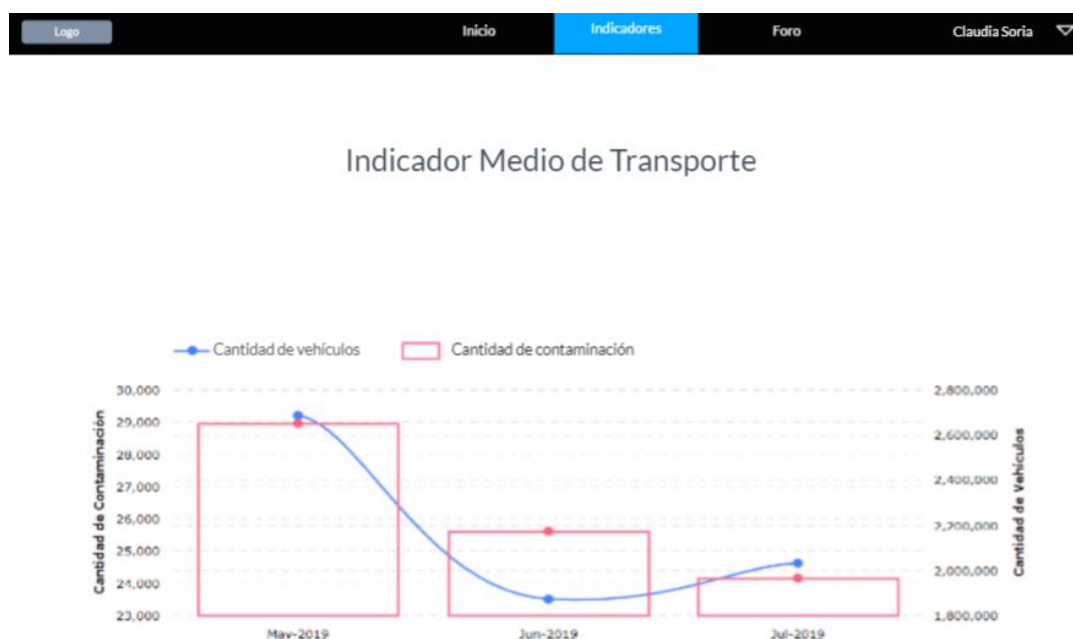 Logo Inicio Indicadores Foro Claudia Soria
Indicador Medio de Transporte
Cantidad de vehículos Cantidad de contaminación
30,000 2,800,000
29,000 2,600,000
28,000
27,000 2,400,000
26,000 2,200,000
25,000
24,000 2,000,000
23,000 1,800,000
Cantidad de Contaminación
Cantidad de Vehículos
May-2019 Jun-2019 Jul-2019